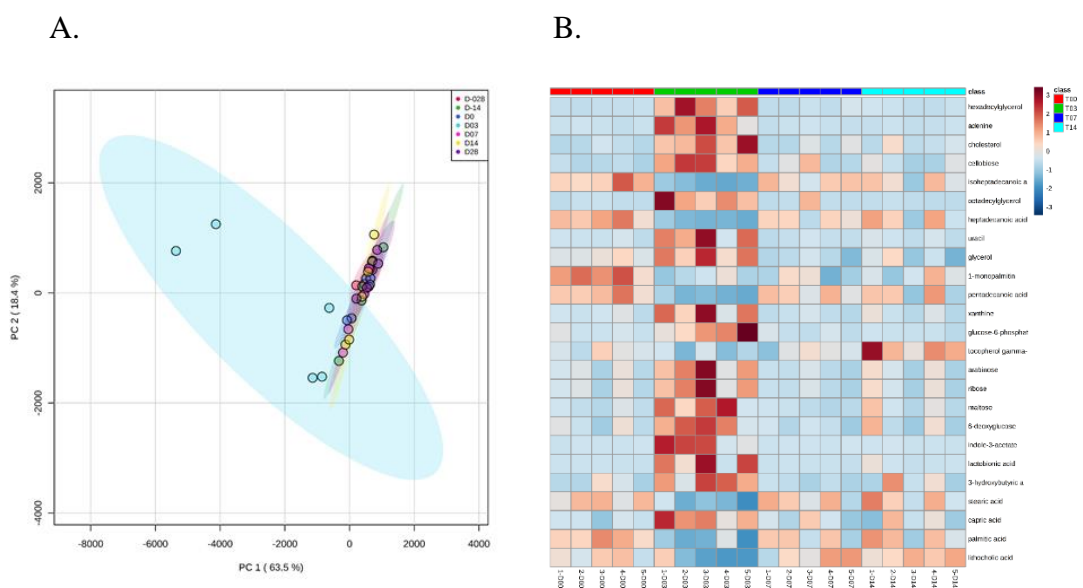 A.
B.
D-028
D-14
D0
D03
D07
D14
D28
2000
0
-2000
-4000
PC 2 ( 18.4 %)
-8000
-6000
-4000
-2000
0
2000
4000
PC 1 ( 63.5 %)
class
class
T00
T03
T07
T14
3
2
1
0
-1
-2
-3
hexadecylglycerol
adenine
cholesterol
cellobiose
isoheptadecanoic a
octadecylglycerol
heptadecanoic acid
uracil
glycerol
1-monopalmitin
pentadecanoic acid
xanthine
glucose-6-phosphat
tocopherol gamma-
arabinose
ribose
maltose
6-deoxyglucose
indole-3-acetate
lactobionic acid
3-hydroxybutyric a
stearic acid
capric acid
palmitic acid
lithocholic acid